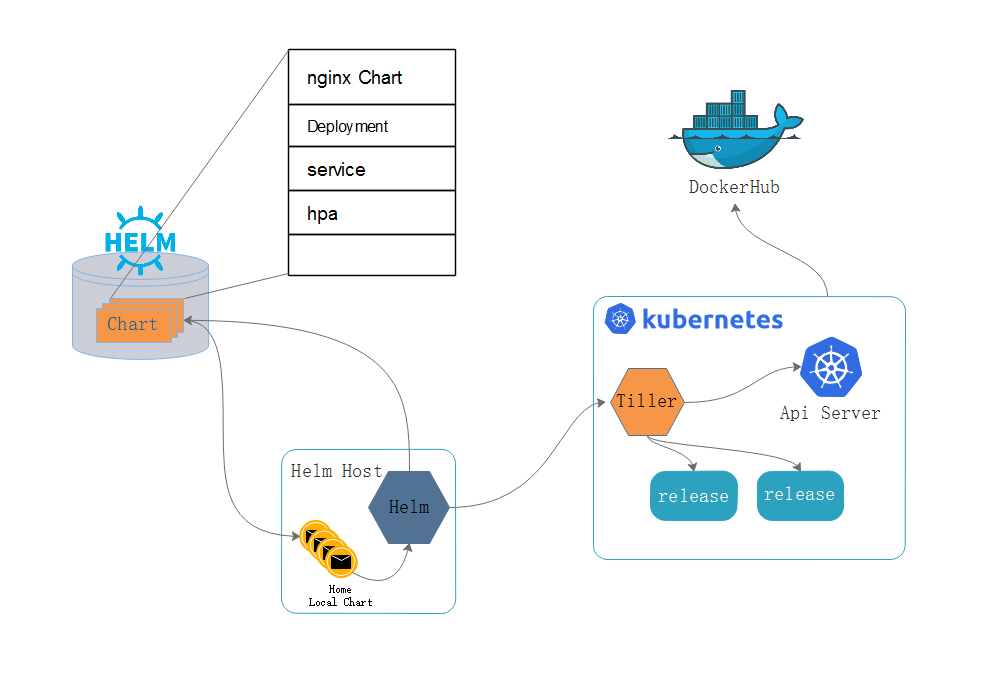 nginx Chart
Deployment
service
hpa
HELM
Chart
DockerHub
kubernetes
Tiller
Api Server
release
release
Helm Host
Helm
Home
Local Chart